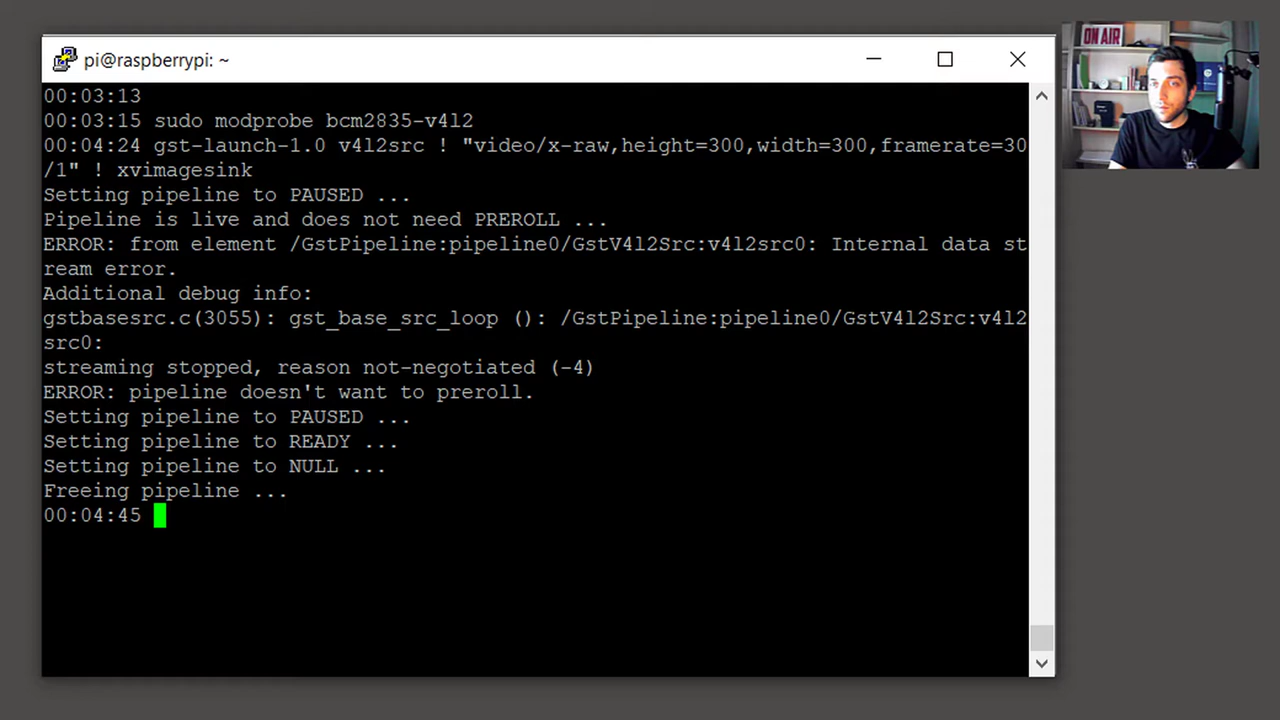 pi@raspberrypi: ~
ON AIR
00:03:13
00:03:15 sudo modprobe bcm2835-v4l2
00:04:24 gst-launch-1.0 v4l2src ! "video/x-raw,height=300,width=300,framerate=30
/1" ! xvimagesink
Setting pipeline to PAUSED ...
Pipeline is live and does not need PREROLL ...
ERROR: from element /GstPipeline:pipeline0/GstV4l2Src:v4l2src0: Internal data st
ream error.
Additional debug info:
gstbasesrc.c(3055): gst_base_src_loop (): /GstPipeline:pipeline0/GstV4l2Src:v4l2
src0:
streaming stopped, reason not-negotiated (-4)
ERROR: pipeline doesn't want to preroll.
Setting pipeline to PAUSED ...
Setting pipeline to READY ...
Setting pipeline to NULL ...
Freeing pipeline ...
00:04:45